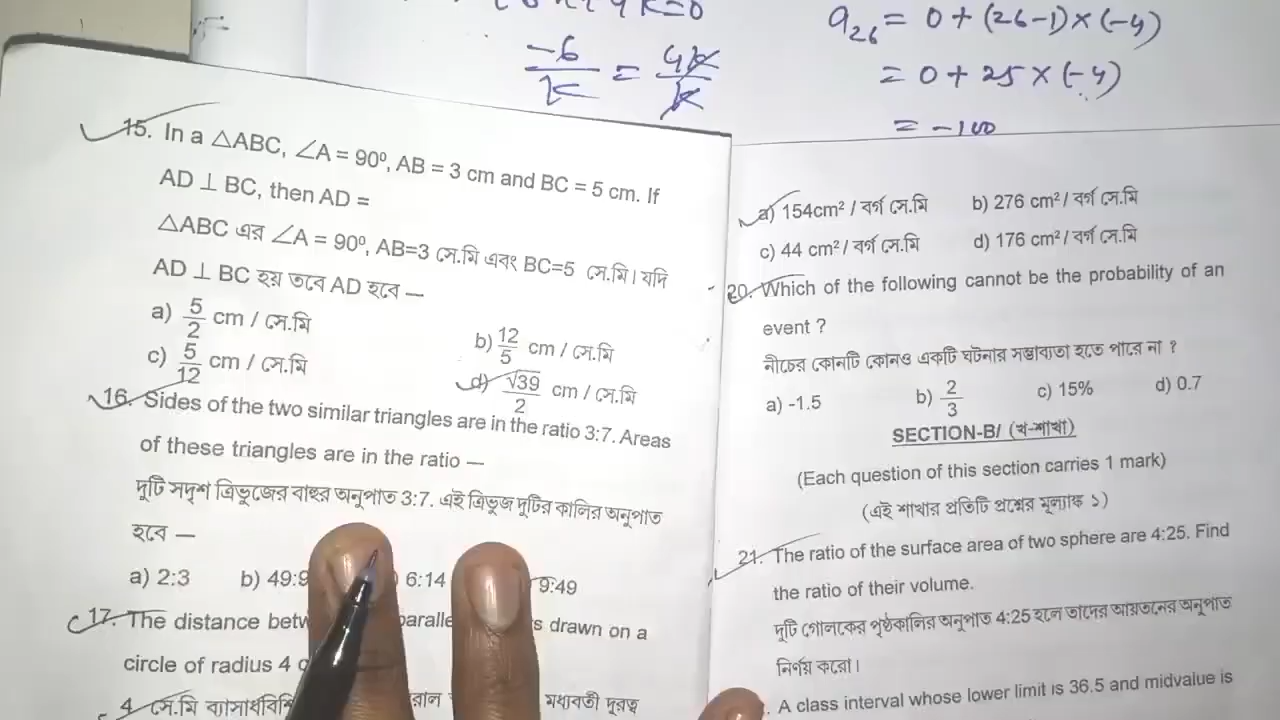 4k=0
-6/k = 4k/k
a₂₆ = 0 + (26-1)×(-4)
= 0 + 25 × (-4)
= -100
15. In a △ABC, ∠A = 90⁰, AB = 3 cm and BC = 5 cm. If
AD ⊥ BC, then AD =
△ABC এর ∠A = 90⁰, AB=3 সে.মি এবং BC=5 সে.মি। যদি
AD ⊥ BC হয় তবে AD হবে —
a) 5/2 cm / সে.মি
b) 12/5 cm / সে.মি
c) 5/12 cm / সে.মি
d) √39/2 cm / সে.মি
16. Sides of the two similar triangles are in the ratio 3:7. Areas
of these triangles are in the ratio —
দুটি সদৃশ ত্রিভুজের বাহুর অনুপাত 3:7. এই ত্রিভুজ দুটির কালির অনুপাত
হবে —
a) 2:3 b) 49:9 ) 6:14 9:49
17. The distance betw paralle s drawn on a
circle of radius 4 c
4 সে.মি ব্যাসার্ধবিশি রাল মধ্যবতী দূরত্ব
a) 154cm² / বর্গ সে.মি b) 276 cm² / বর্গ সে.মি
c) 44 cm² / বর্গ সে.মি d) 176 cm² / বর্গ সে.মি
20. Which of the following cannot be the probability of an
event ?
নীচের কোনটি কোনও একটি ঘটনার সম্ভাব্যতা হতে পারে না ?
a) -1.5 b) 2/3 c) 15% d) 0.7
SECTION-B/ (খ-শাখা)
(Each question of this section carries 1 mark)
(এই শাখার প্রতিটি প্রশ্নের মূল্যাঙ্ক ১)
21. The ratio of the surface area of two sphere are 4:25. Find
the ratio of their volume.
দুটি গোলকের পৃষ্ঠকালির অনুপাত 4:25 হলে তাদের আয়তনের অনুপাত
নির্ণয় করো।
A class interval whose lower limit is 36.5 and midvalue is